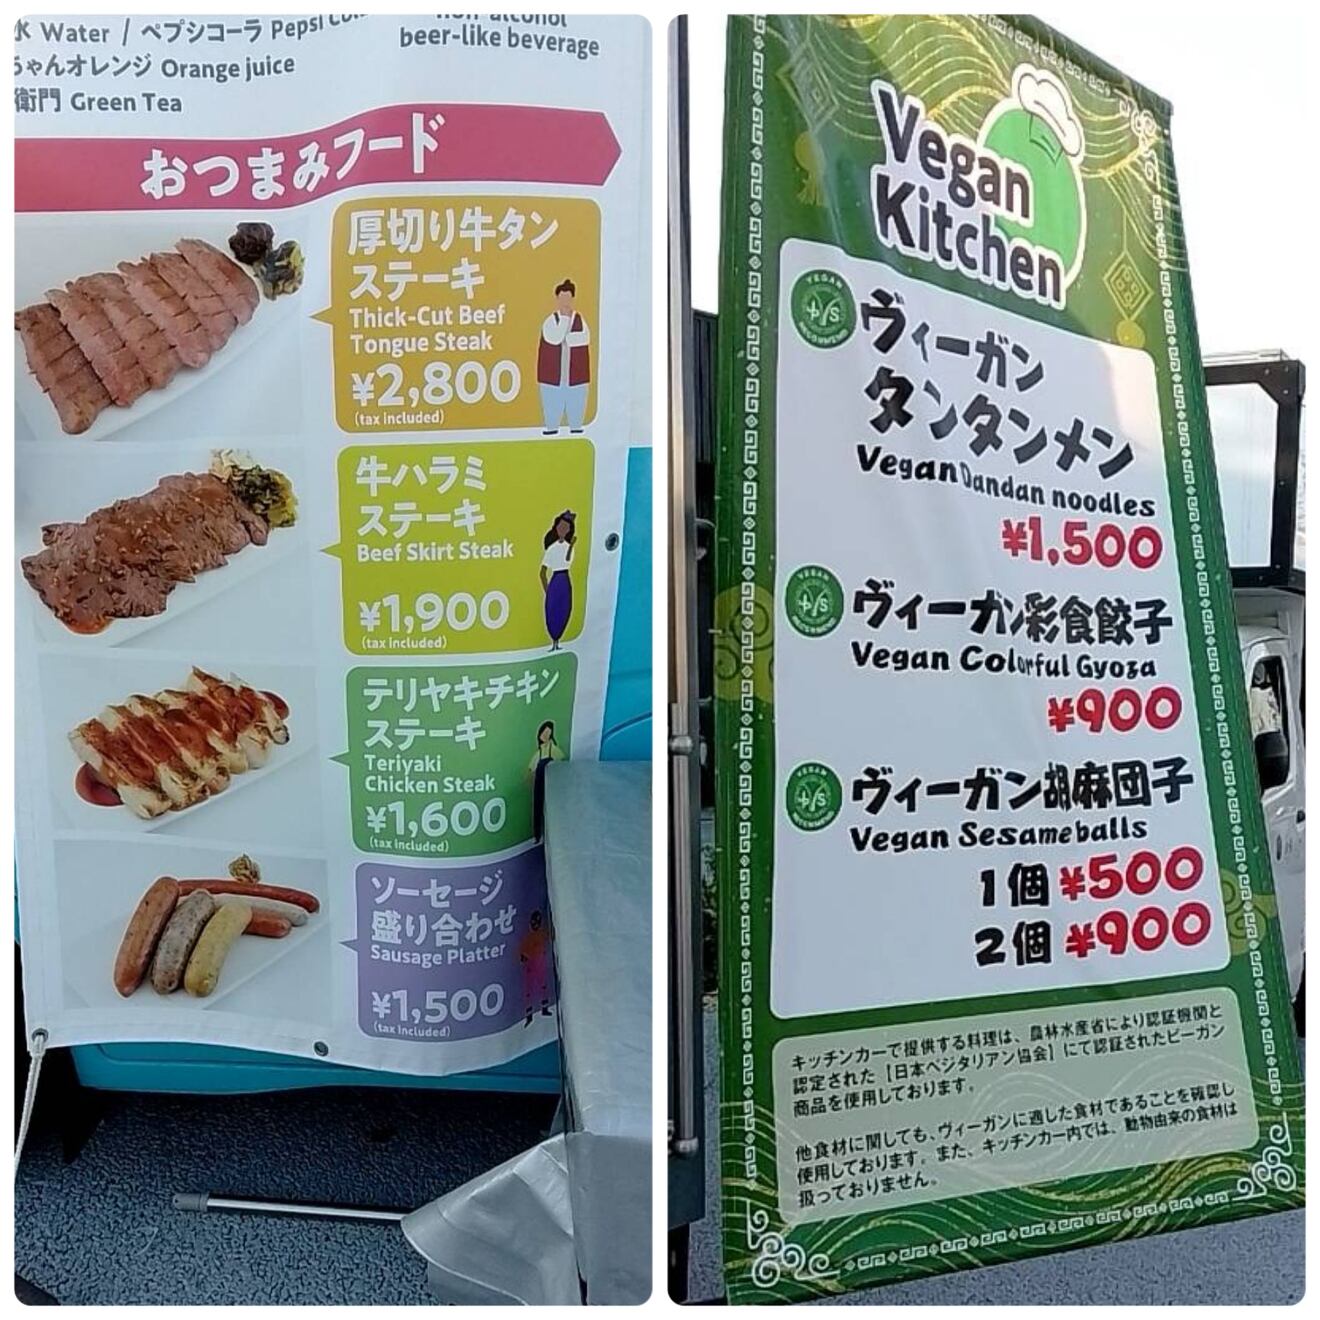 水 Water / ペプシコーラ Pepsi
ちゃんオレンジ Orange juice
衛門 Green Tea
non-alcohol
beer-like beverage
おつまみフード
厚切り牛タン
ステーキ
Thick-Cut Beef
Tongue Steak
¥2,800
(tax included)
牛ハラミ
ステーキ
Beef Skirt Steak
¥1,900
(tax included)
テリヤキチキン
ステーキ
Teriyaki
Chicken Steak
¥1,600
(tax included)
ソーセージ
盛り合わせ
Sausage Platter
¥1,500
(tax included)
Vegan
Kitchen
VEGAN
ヴィーガン
タンタンメン
Vegan Dandan noodles
¥1,500
VEGAN
ヴィーガン彩食餃子
Vegan Colorful Gyoza
¥900
VEGAN
ヴィーガン胡麻団子
Vegan Sesame balls
1個 ¥500
2個 ¥900
キッチンカーで提供する料理は、農林水産省により認証機関と
認定された【日本ベジタリアン協会】にて認証されたビーガン
商品を使用しております。
他食材に関しても、ヴィーガンに適した食材であることを確認し
使用しております。また、キッチンカー内では、動物由来の食材は
扱っておりません。